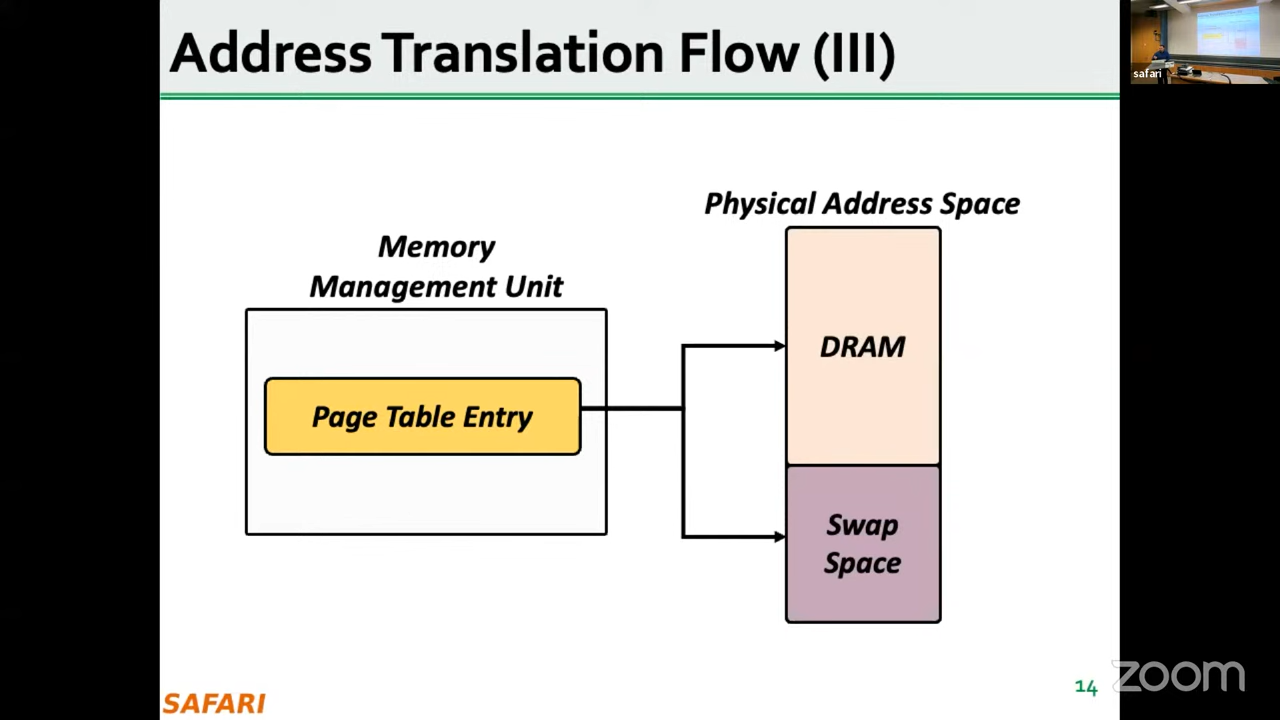 Address Translation Flow (III)
safari
Physical Address Space
Memory
Management Unit
DRAM
Page Table Entry
Swap
Space
SAFARI
14
zoom